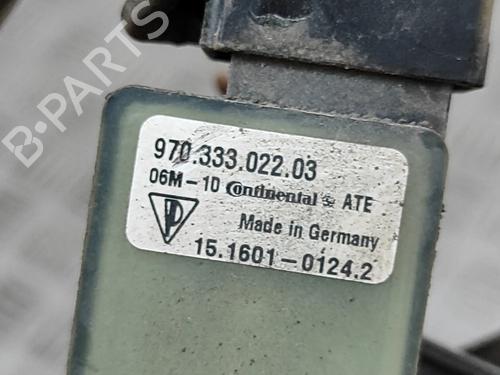 B-PARTS
970.333.022.03
06M-10 Continental ATE
Made in Germany
15.1601-0124.2